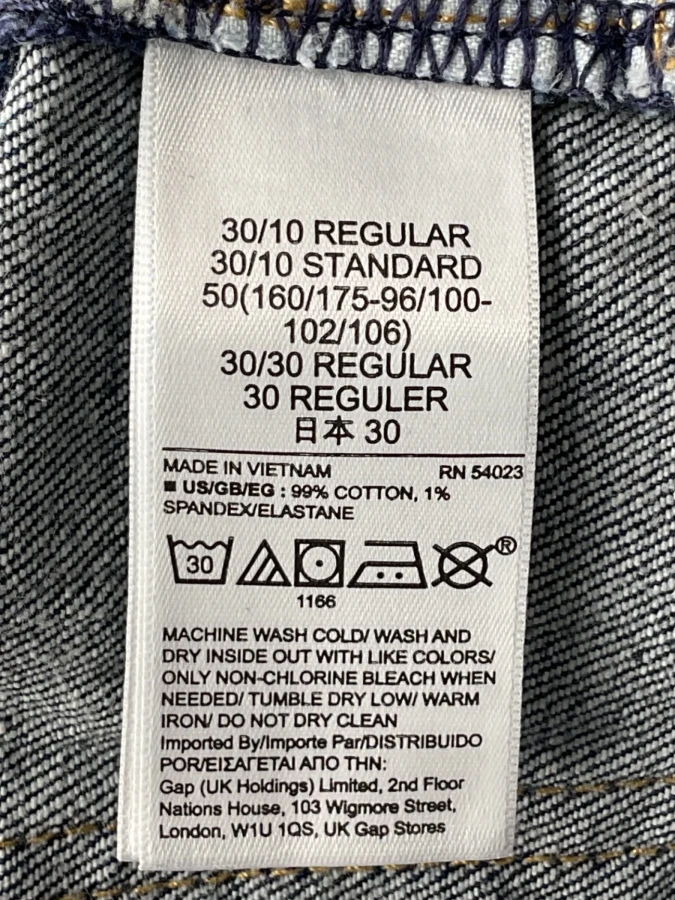 30/10 REGULAR
30/10 STANDARD
50(160/175-96/100-
102/106)
30/30 REGULAR
30 REGULER
日本 30
MADE IN VIETNAM RN 54023
■ US/GB/EG : 99% COTTON, 1%
SPANDEX/ELASTANE
30 ®
1166
MACHINE WASH COLD/ WASH AND
DRY INSIDE OUT WITH LIKE COLORS/
ONLY NON-CHLORINE BLEACH WHEN
NEEDED/ TUMBLE DRY LOW/ WARM
IRON/ DO NOT DRY CLEAN
Imported By/Importe Par/DISTRIBUIDO
POR/ΕΙΣΑΓΕΤΑΙ ΑΠΟ ΤΗΝ:
Gap (UK Holdings) Limited, 2nd Floor
Nations House, 103 Wigmore Street,
London, W1U 1QS, UK Gap Stores